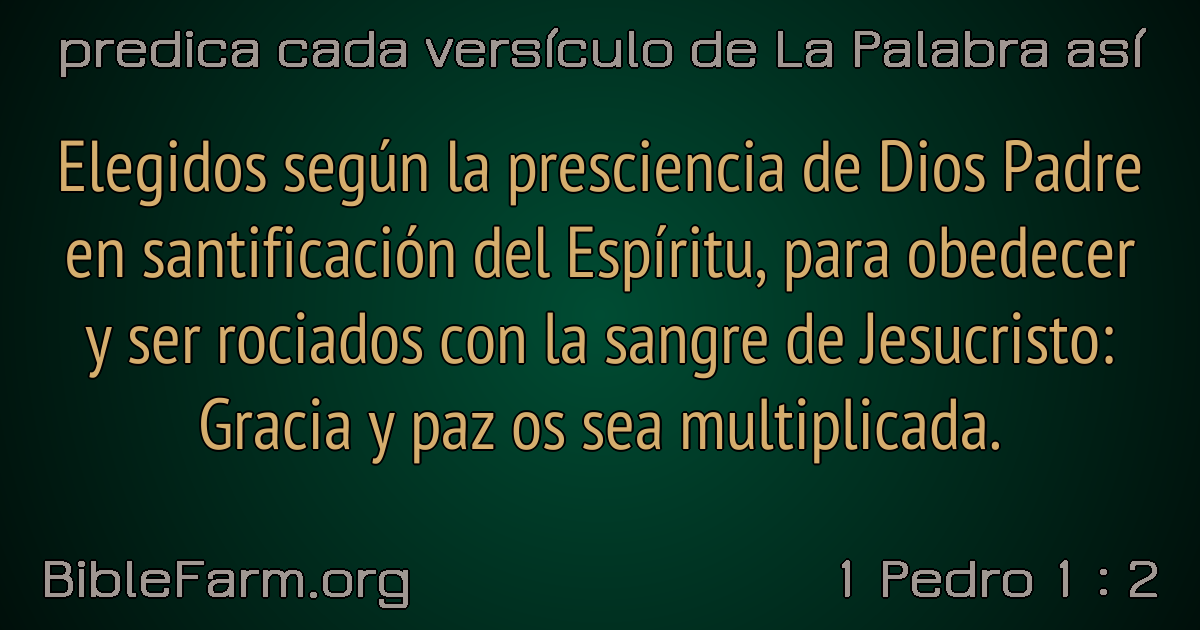 predica cada versículo de La Palabra así
Elegidos según la presciencia de Dios Padre
en santificación del Espíritu, para obedecer
y ser rociados con la sangre de Jesucristo:
Gracia y paz os sea multiplicada.
BibleFarm.org
1 Pedro 1 : 2